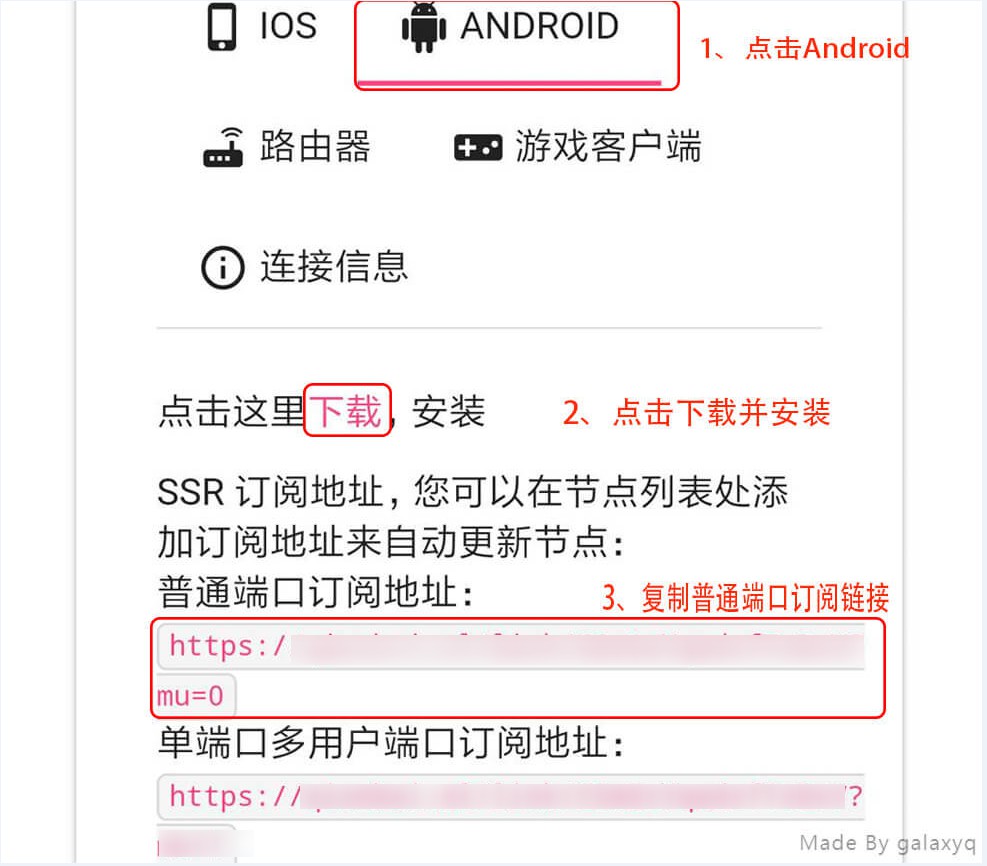 IOS
ANDROID
1、点击Android
路由器
游戏客户端
连接信息
点击这里下载，安装
2、点击下载并安装
SSR 订阅地址，您可以在节点列表处添
加订阅地址来自动更新节点：
普通端口订阅地址：
3、复制普通端口订阅链接
https:/
mu=0
单端口多用户端口订阅地址：
https://
/?
Made By galaxyq